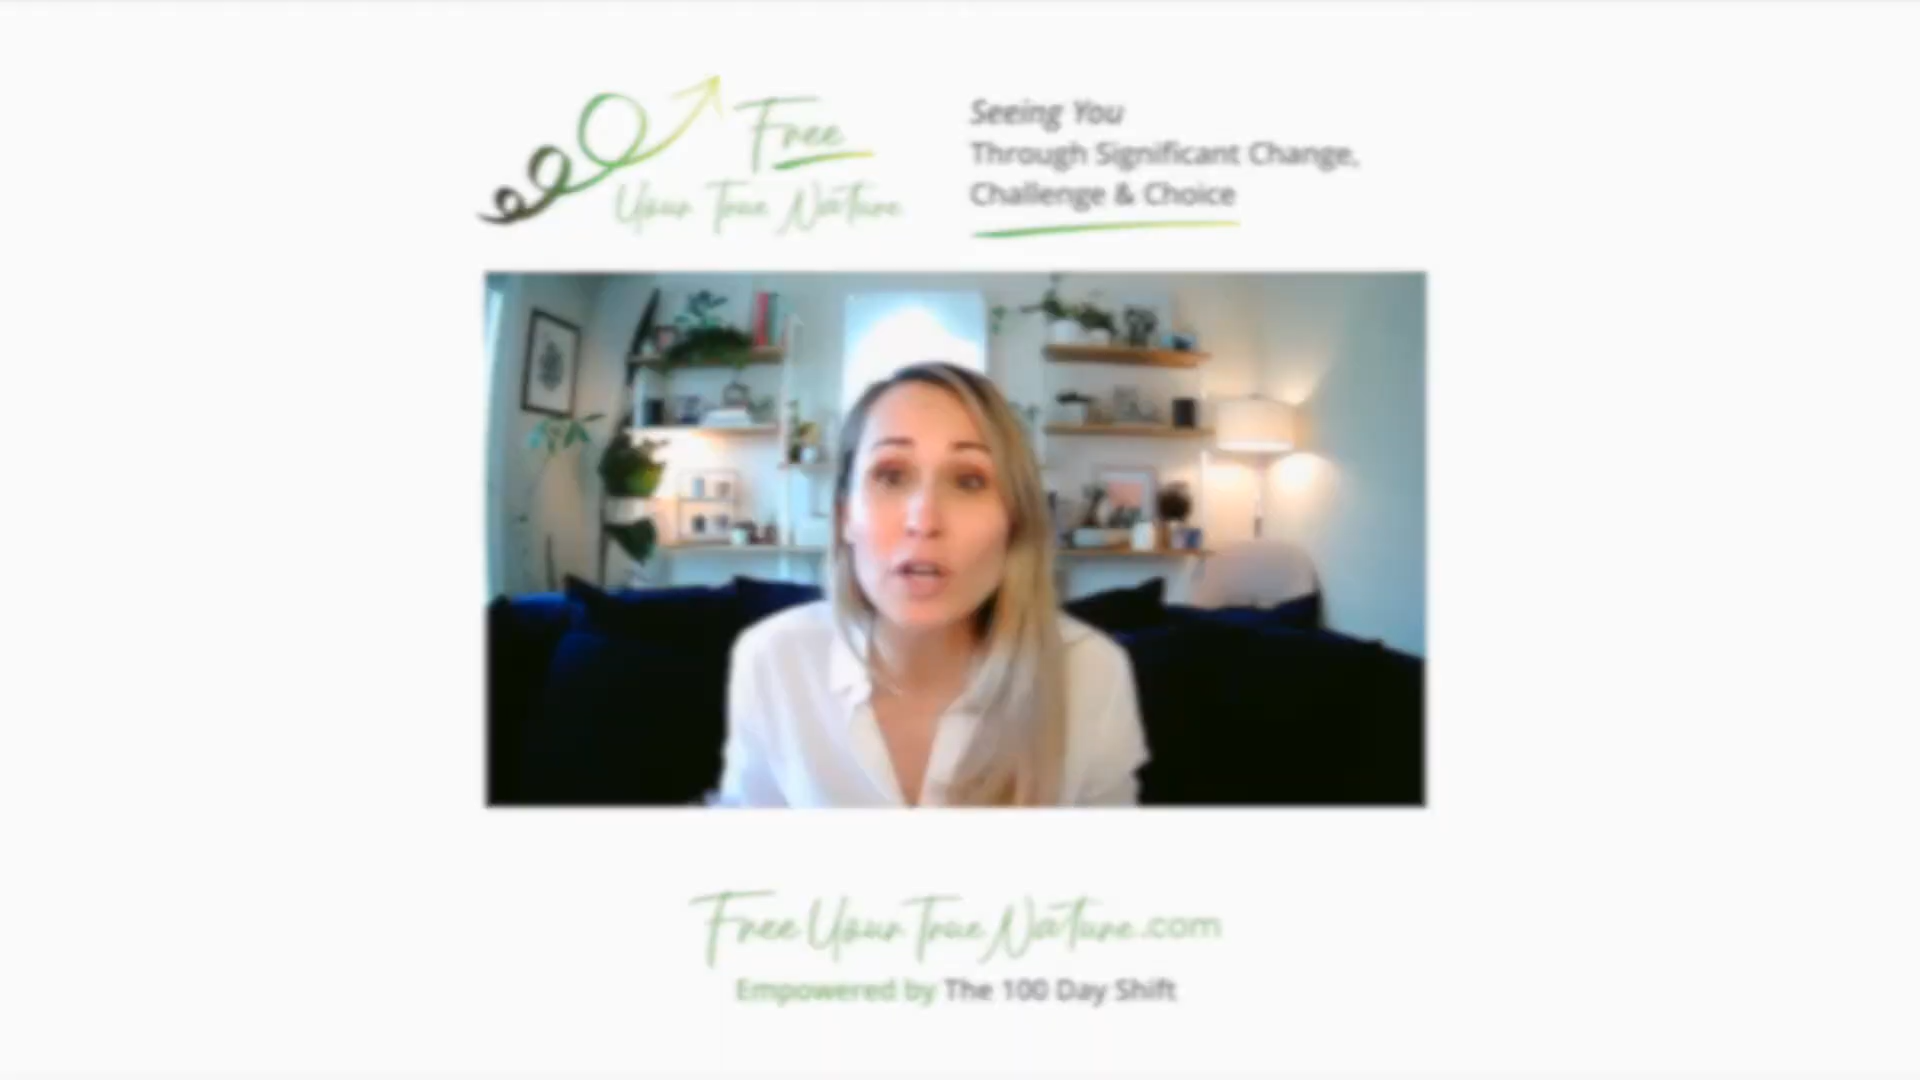 Free
Your True Nature
Seeing You
Through Significant Change,
Challenge & Choice
FreeYourTrueNature.com
Empowered by The 100 Day Shift